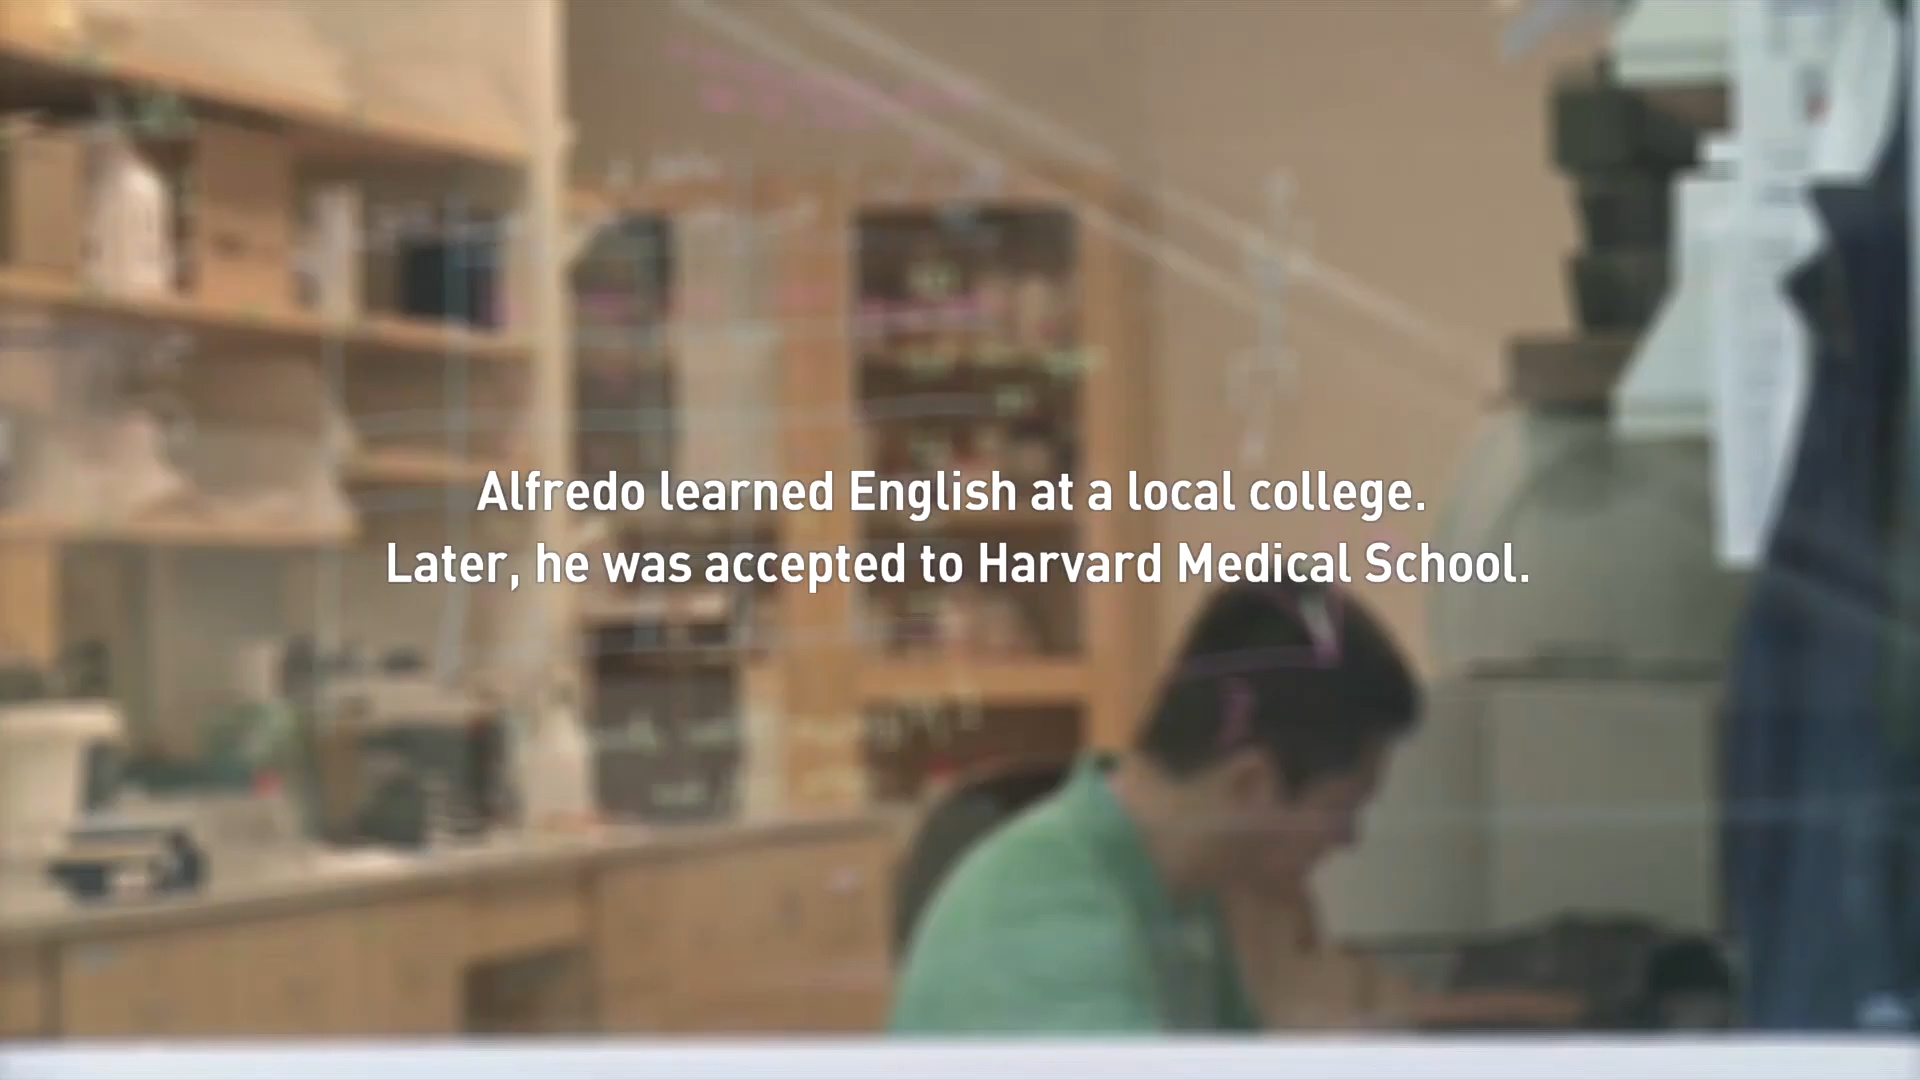 Alfredo learned English at a local college.
Later, he was accepted to Harvard Medical School.